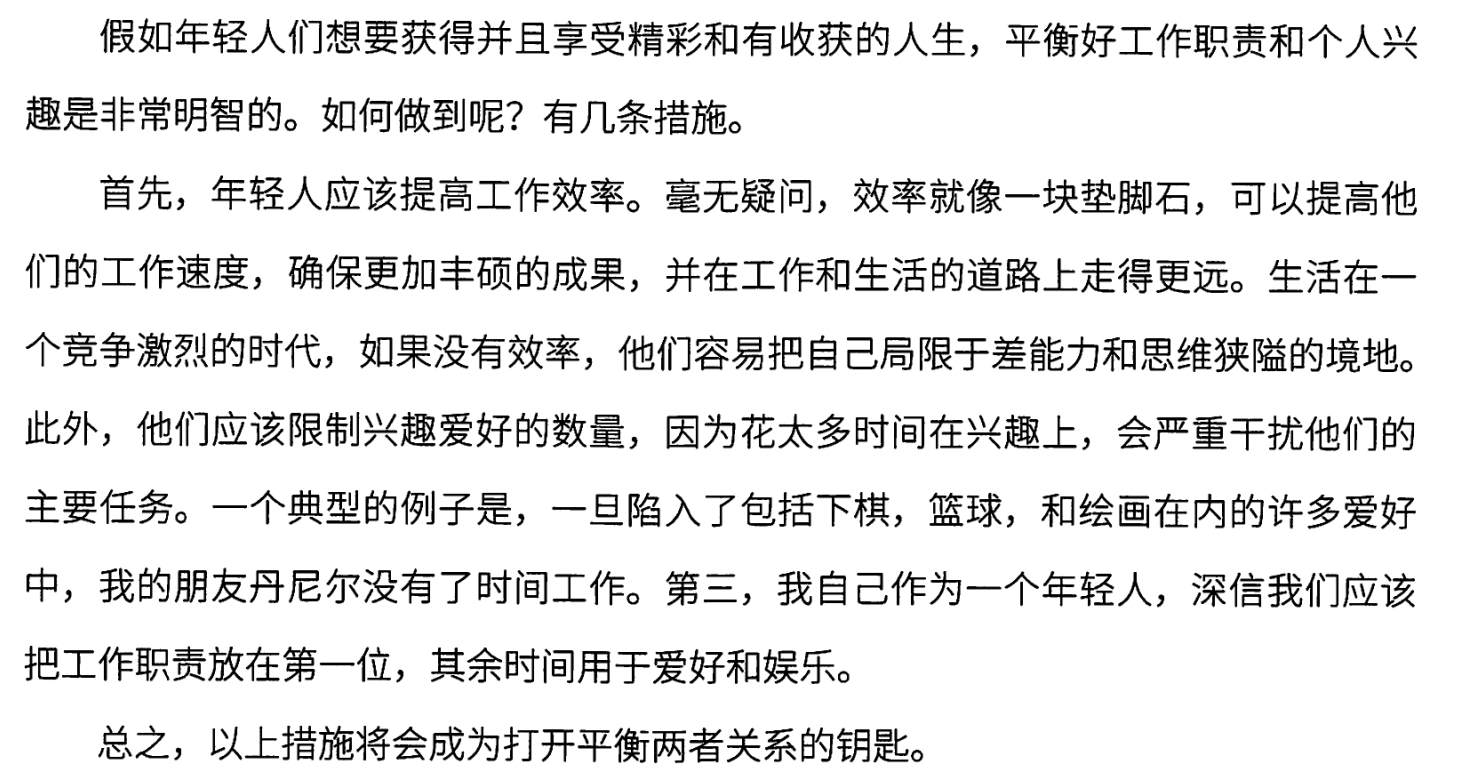 假如年轻人们想要获得并且享受精彩和有收获的人生，平衡好工作职责和个人兴
趣是非常明智的。如何做到呢？有几条措施。
首先，年轻人应该提高工作效率。毫无疑问，效率就像一块垫脚石，可以提高他
们的工作速度，确保更加丰硕的成果，并在工作和生活的道路上走得更远。生活在一
个竞争激烈的时代，如果没有效率，他们容易把自己局限于差能力和思维狭隘的境地。
此外，他们应该限制兴趣爱好的数量，因为花太多时间在兴趣上，会严重干扰他们的
主要任务。一个典型的例子是，一旦陷入了包括下棋，篮球，和绘画在内的许多爱好
中，我的朋友丹尼尔没有了时间工作。第三，我自己作为一个年轻人，深信我们应该
把工作职责放在第一位，其余时间用于爱好和娱乐。
总之，以上措施将会成为打开平衡两者关系的钥匙。